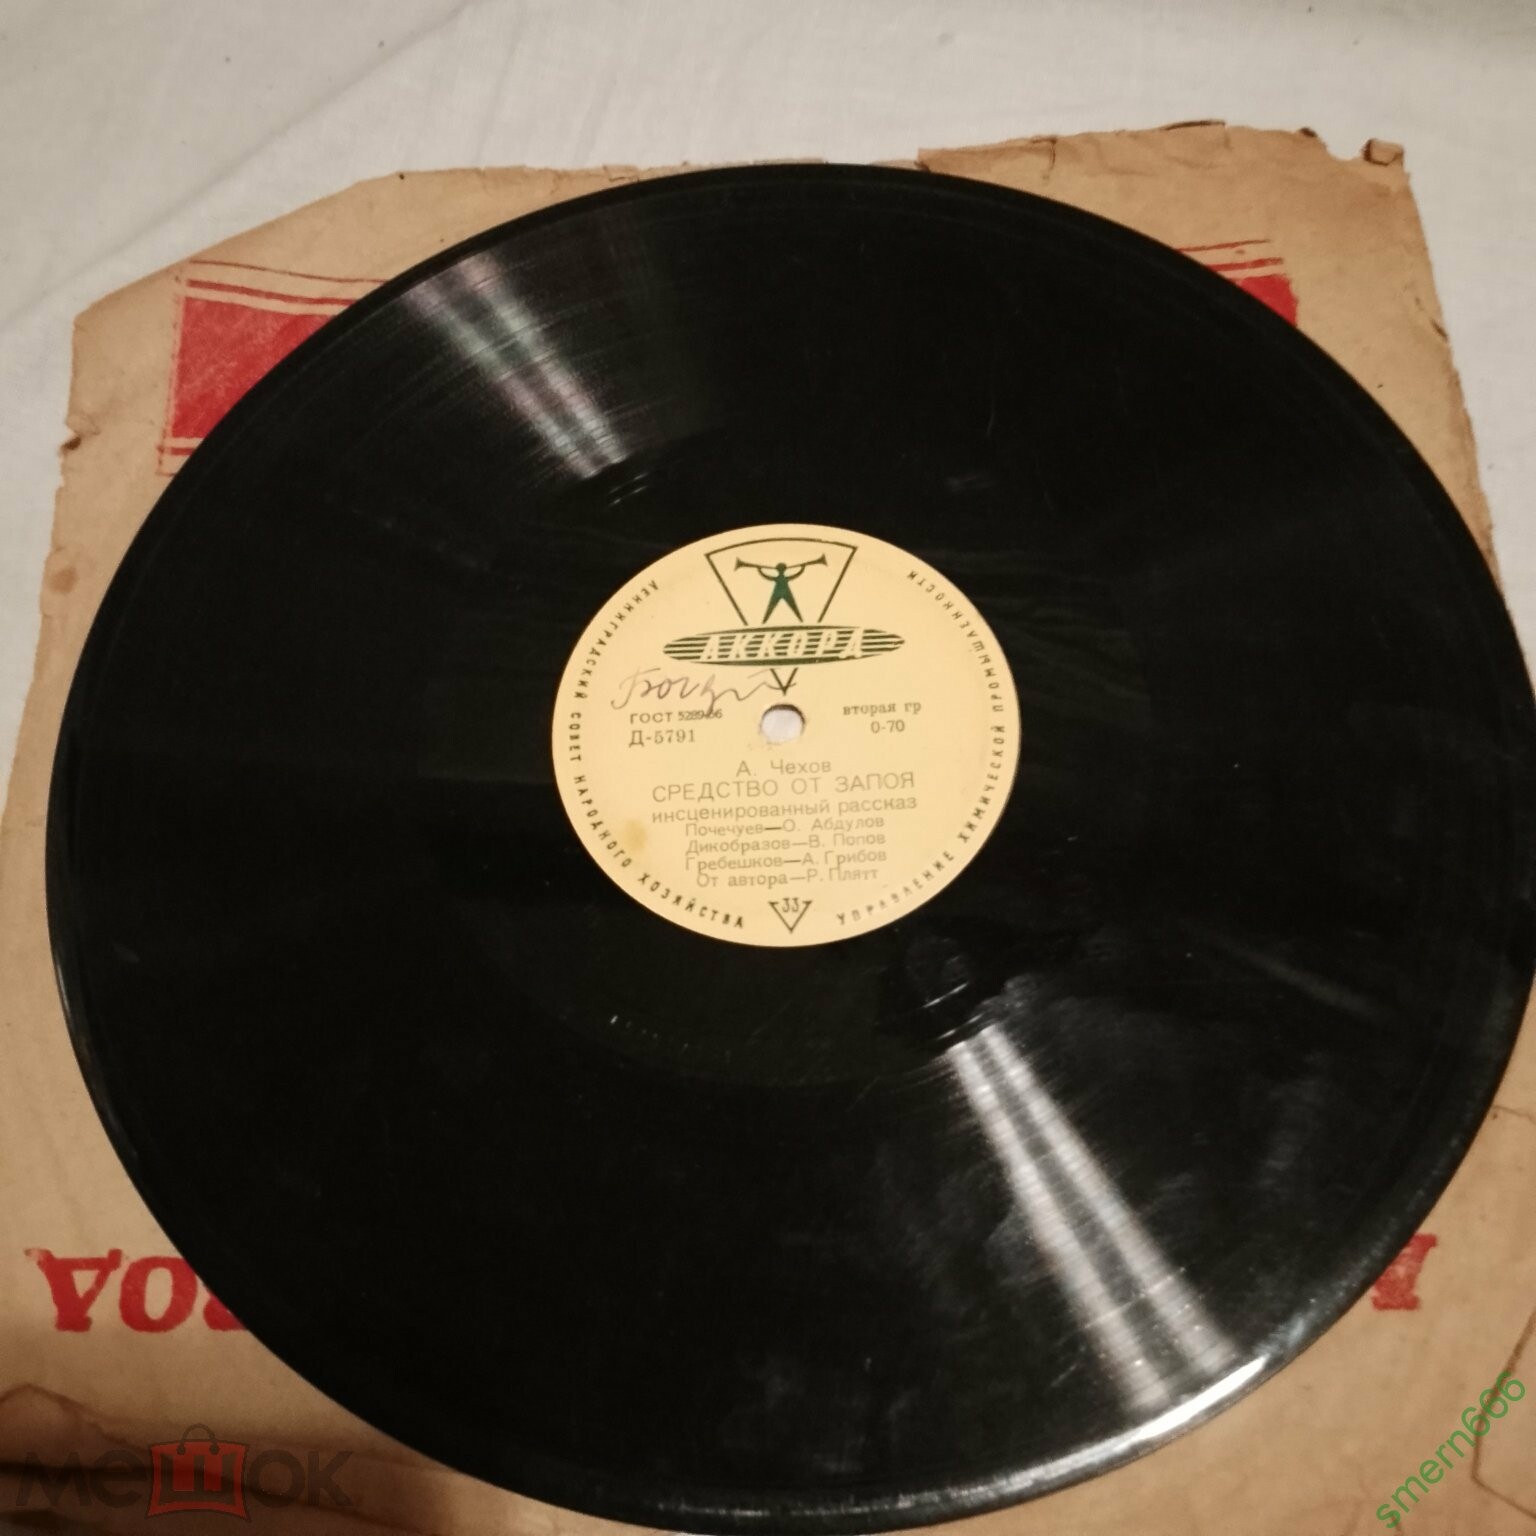 АККОРД
ЛЕНИНГРАДСКИЙ СОВЕТ НАРОДНОГО ХОЗЯЙСТВА
УПРАВЛЕНИЕ ХИМИЧЕСКОЙ ПРОМЫШЛЕННОСТИ
ГОСТ 5289-56
вторая гр
Д-5791
0-70
А. Чехов
СРЕДСТВО ОТ ЗАПОЯ
инсценированный рассказ
Почечуев—О. Абдулов
Дикобразов—В. Попов
Гребешков—А. Грибов
От автора—Р. Плятт
33
мешок
smern666